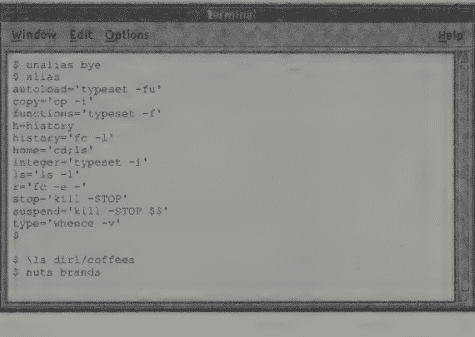 Terminal
Window Edit Options Help
$ unalias bye
$ alias
autoload='typeset -fu'
copy='cp -i'
functions='typeset -f'
h=history
history='fc -l'
home='cd;ls'
integer='typeset -i'
ls='ls -l'
r='fc -e -'
stop='kill -STOP'
suspend='kill -STOP $$'
type='whence -v'
$
$ \ls dir1/coffees
$ nuts brands